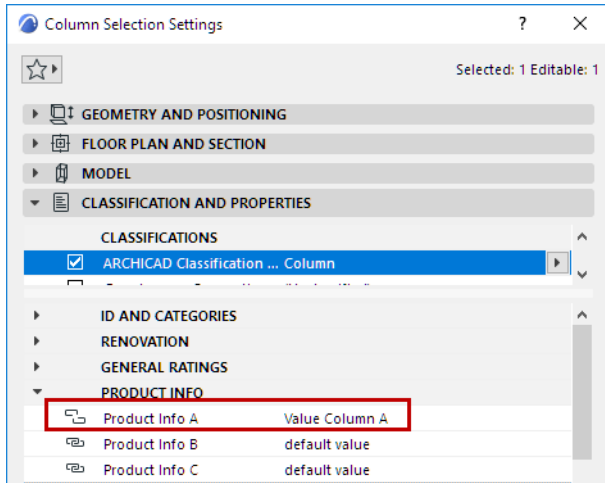 Column Selection Settings ? ×
Selected: 1 Editable: 1
GEOMETRY AND POSITIONING
FLOOR PLAN AND SECTION
MODEL
CLASSIFICATION AND PROPERTIES
CLASSIFICATIONS
ARCHICAD Classification ... Column
ID AND CATEGORIES
RENOVATION
GENERAL RATINGS
PRODUCT INFO
Product Info A Value Column A
Product Info B default value
Product Info C default value